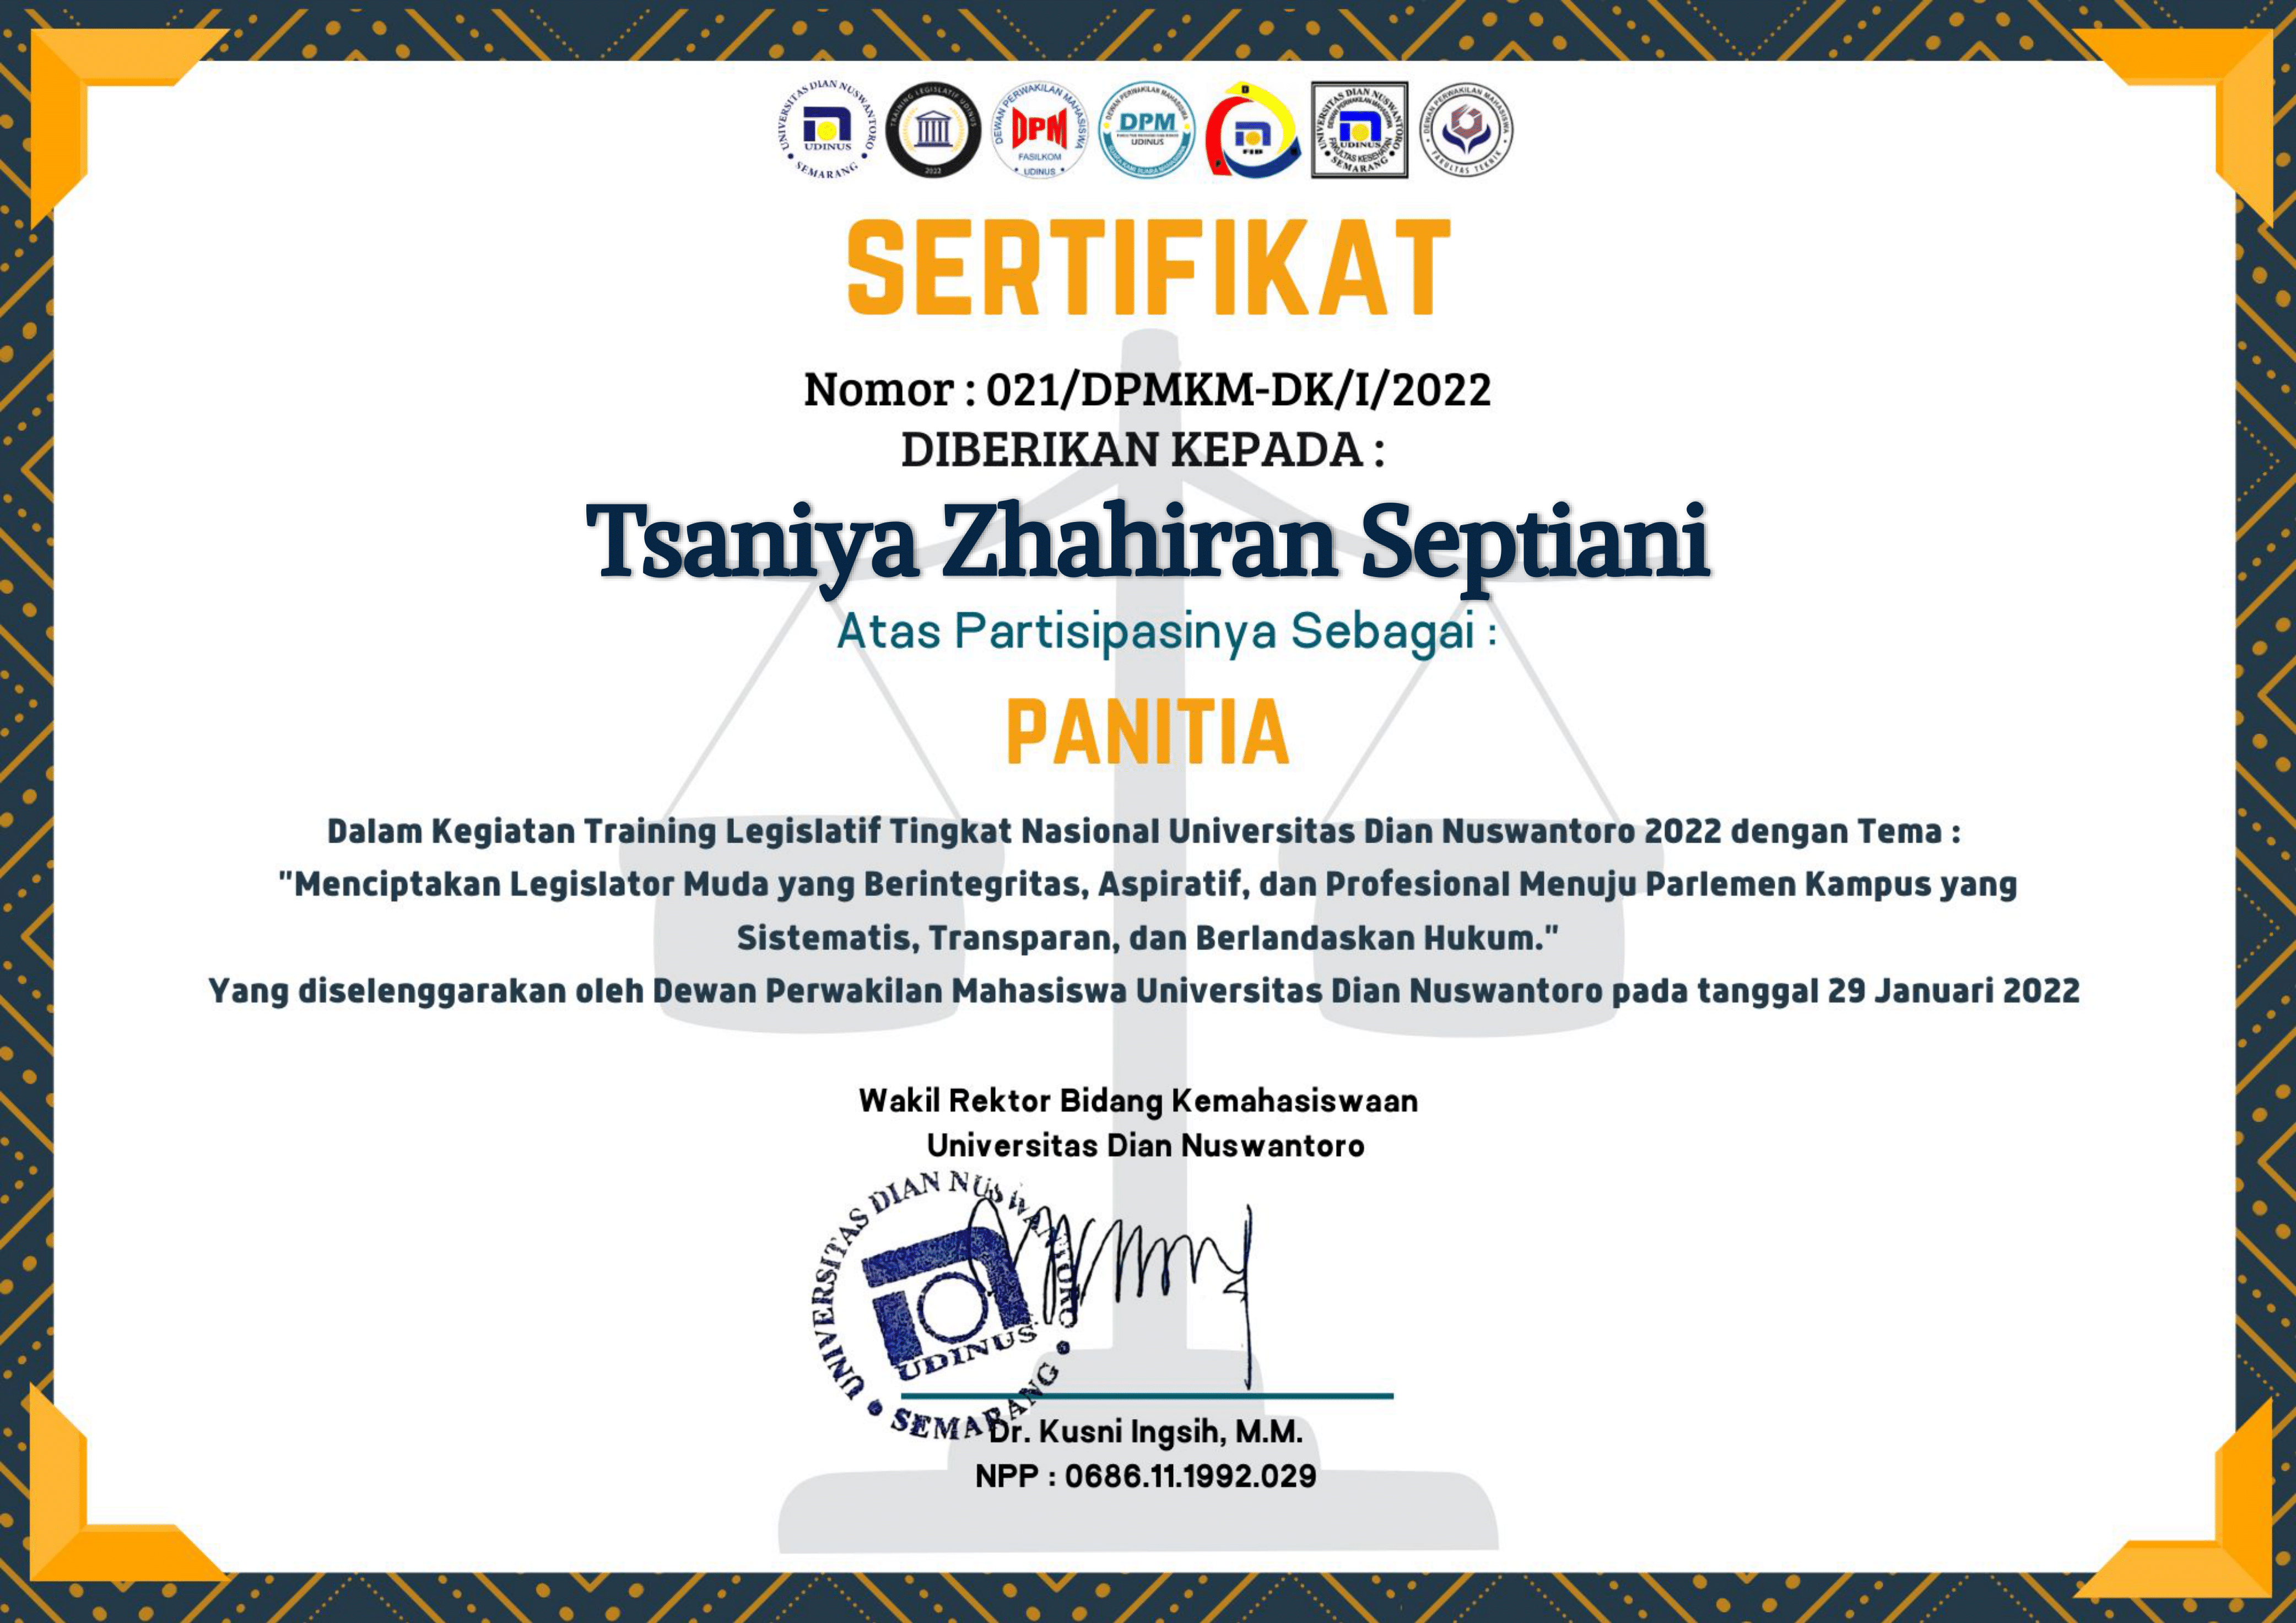 UNIVERSITAS DIAN NUSWANTORO
UDINUS
SEMARANG
TRAINING LEGISLATIF UDINUS
2022
DEWAN PERWAKILAN MAHASISWA
DPM
FASILKOM
UDINUS
DEWAN PERWAKILAN MAHASISWA
DPM
UDINUS
B
FIB
UNIVERSITAS DIAN NUSWANTORO
UDINUS
FAKULTAS KESEHATAN
SEMARANG
DEWAN PERWAKILAN MAHASISWA
FAKULTAS TEKNIK
SERTIFIKAT
Nomor : 021/DPMKM-DK/I/2022
DIBERIKAN KEPADA :
Tsaniya Zhahiran Septiani
Atas Partisipasinya Sebagai :
PANITIA
Dalam Kegiatan Training Legislatif Tingkat Nasional Universitas Dian Nuswantoro 2022 dengan Tema :
"Menciptakan Legislator Muda yang Berintegritas, Aspiratif, dan Profesional Menuju Parlemen Kampus yang
Sistematis, Transparan, dan Berlandaskan Hukum."
Yang diselenggarakan oleh Dewan Perwakilan Mahasiswa Universitas Dian Nuswantoro pada tanggal 29 Januari 2022
Wakil Rektor Bidang Kemahasiswaan
Universitas Dian Nuswantoro
UNIVERSITAS DIAN NUSWANTORO
UDINUS
SEMARANG
Dr. Kusni Ingsih, M.M.
NPP : 0686.11.1992.029